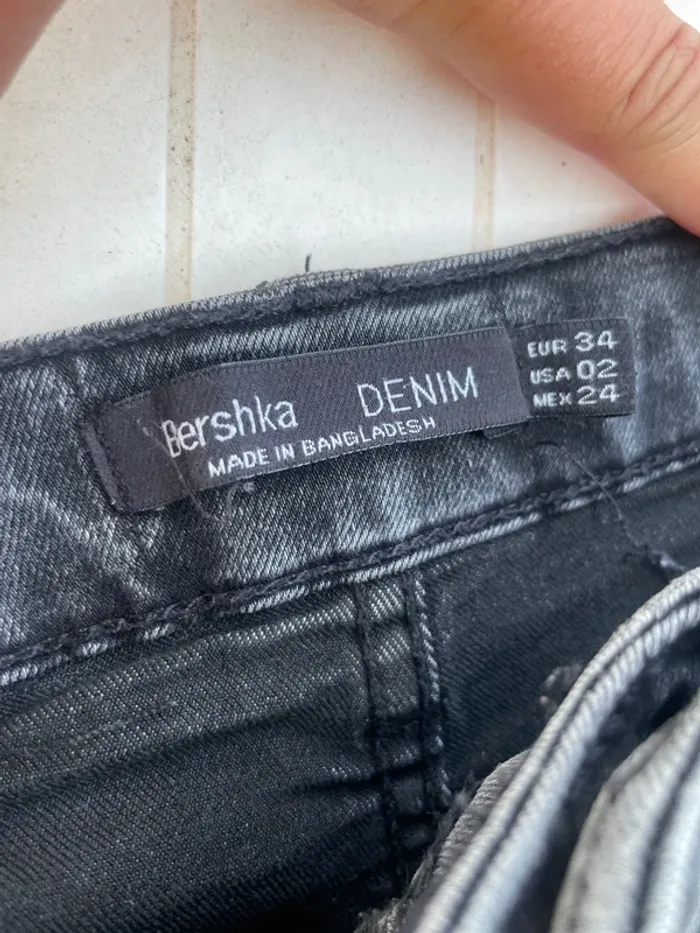 Bershka DENIM
MADE IN BANGLADESH
EUR 34
USA 02
MEX 24